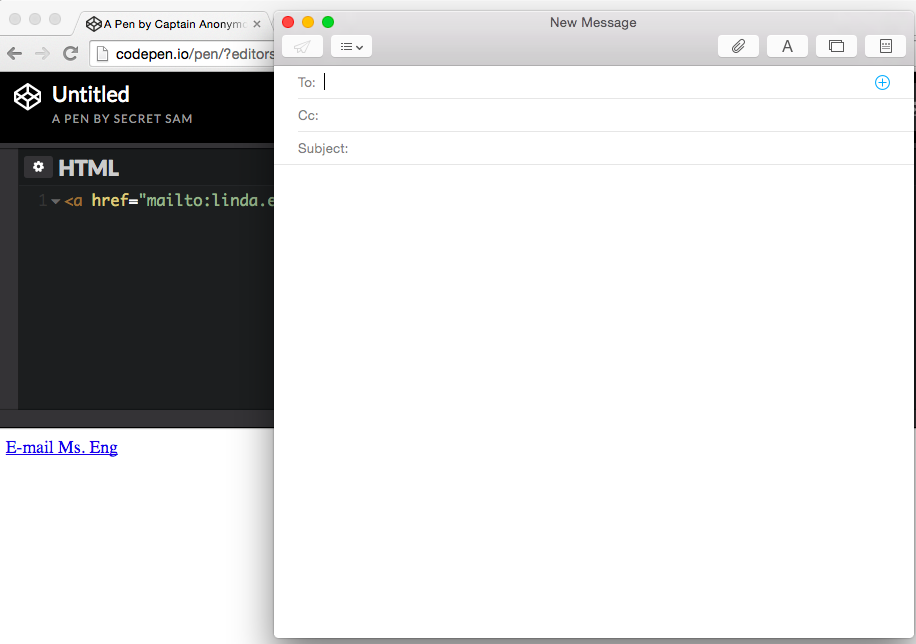 A Pen by Captain Anonymo
codepen.io/pen/?editors
Untitled
A PEN BY SECRET SAM
HTML
1 <a href="mailto:linda.e
E-mail Ms. Eng
New Message
A
To:
Cc:
Subject: